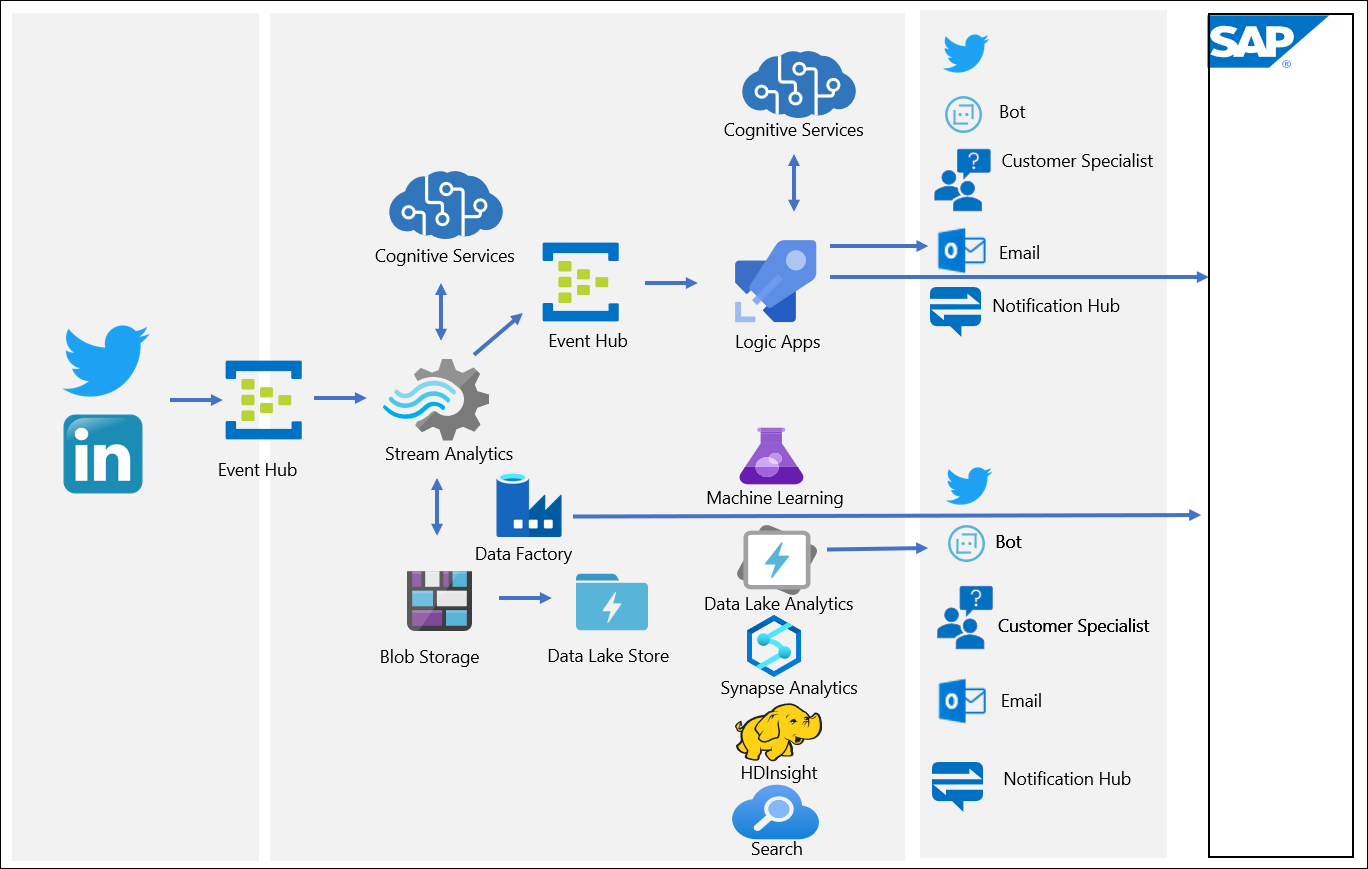 in
Event Hub
Cognitive Services
Stream Analytics
Event Hub
Cognitive Services
Logic Apps
Data Factory
Blob Storage
Data Lake Store
Machine Learning
Data Lake Analytics
Synapse Analytics
HDInsight
Search
Bot
?
Customer Specialist
O
Email
Notification Hub
Bot
?
Customer Specialist
O
Email
Notification Hub
SAP
®